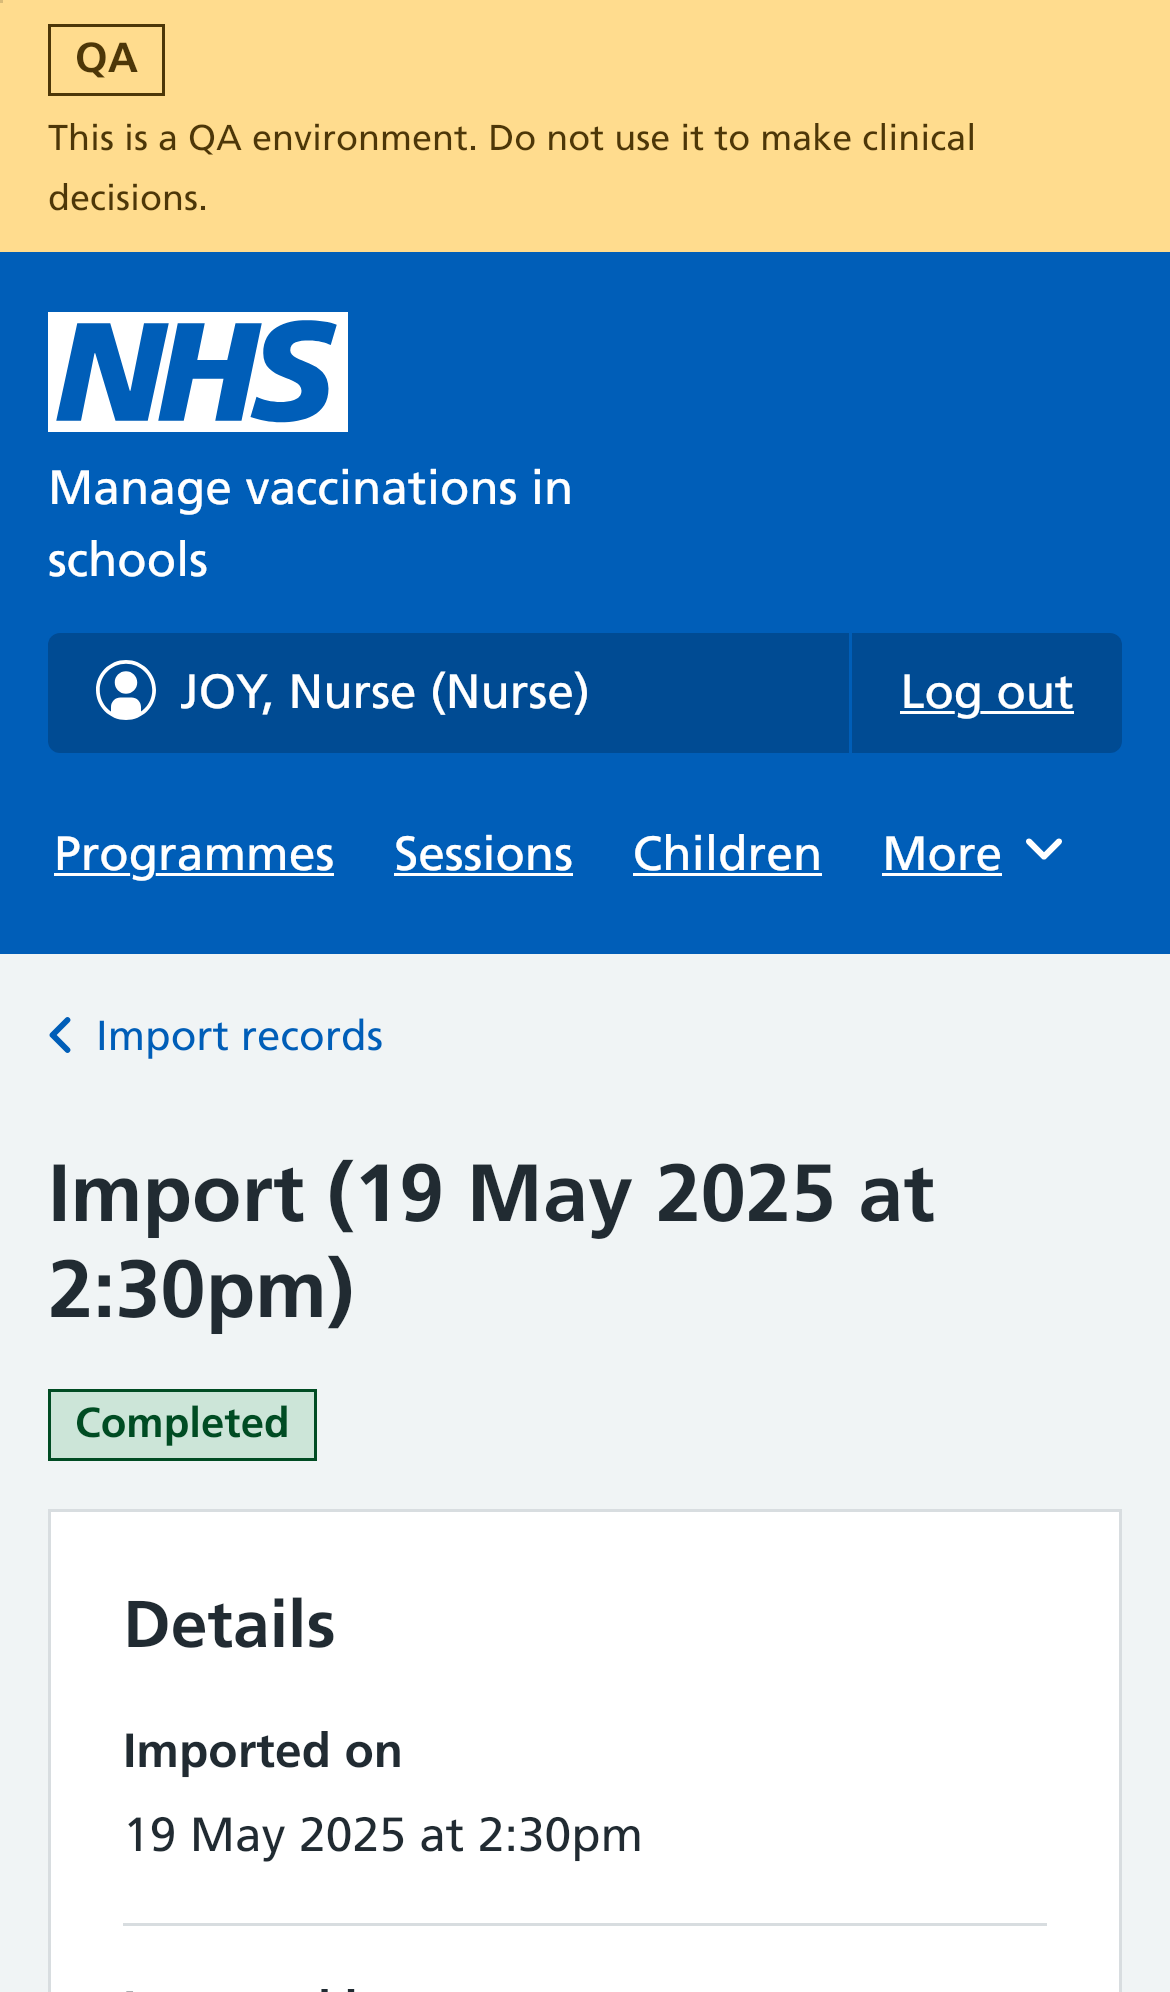 QA
This is a QA environment. Do not use it to make clinical
decisions.
NHS
Manage vaccinations in
schools
JOY, Nurse (Nurse)
Log out
Programmes Sessions Children More
Import records
Import (19 May 2025 at
2:30pm)
Completed
Details
Imported on
19 May 2025 at 2:30pm